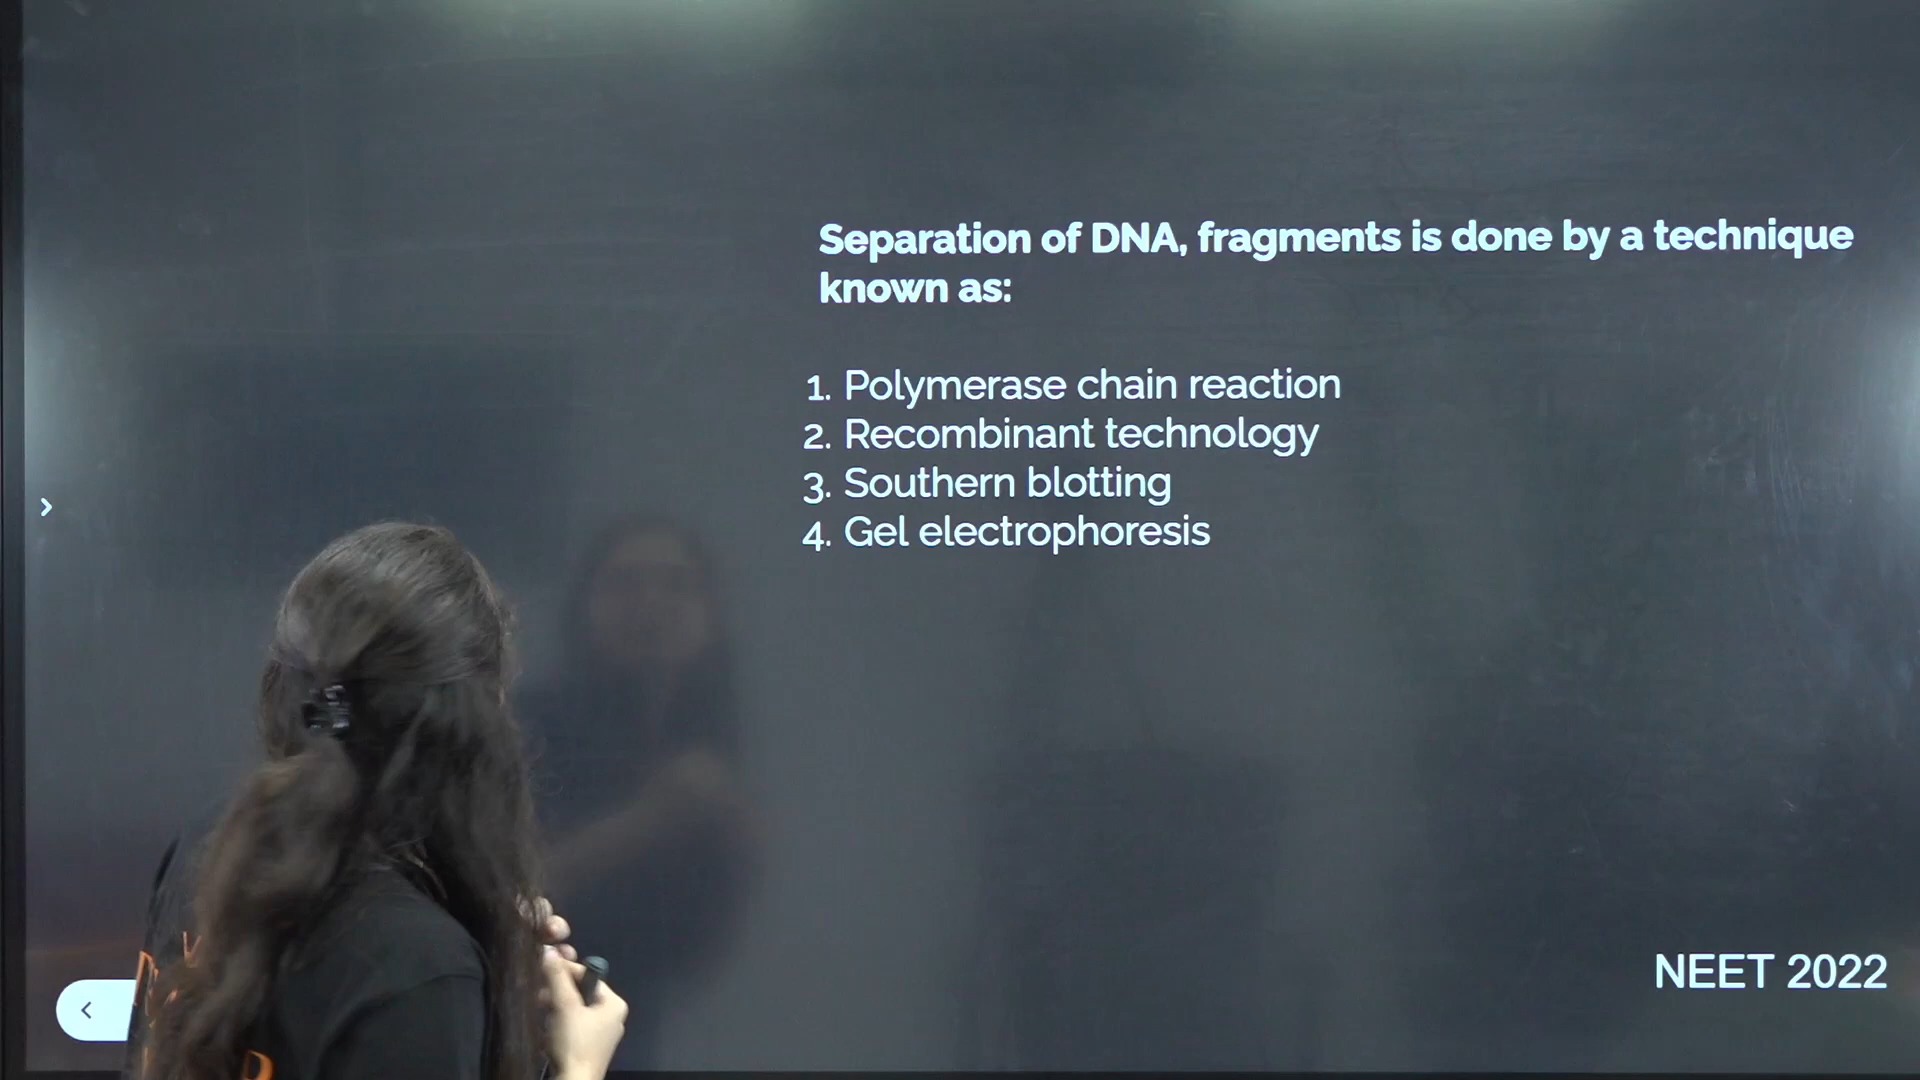 Separation of DNA, fragments is done by a technique
known as:
1. Polymerase chain reaction
2. Recombinant technology
3. Southern blotting
4. Gel electrophoresis
NEET 2022